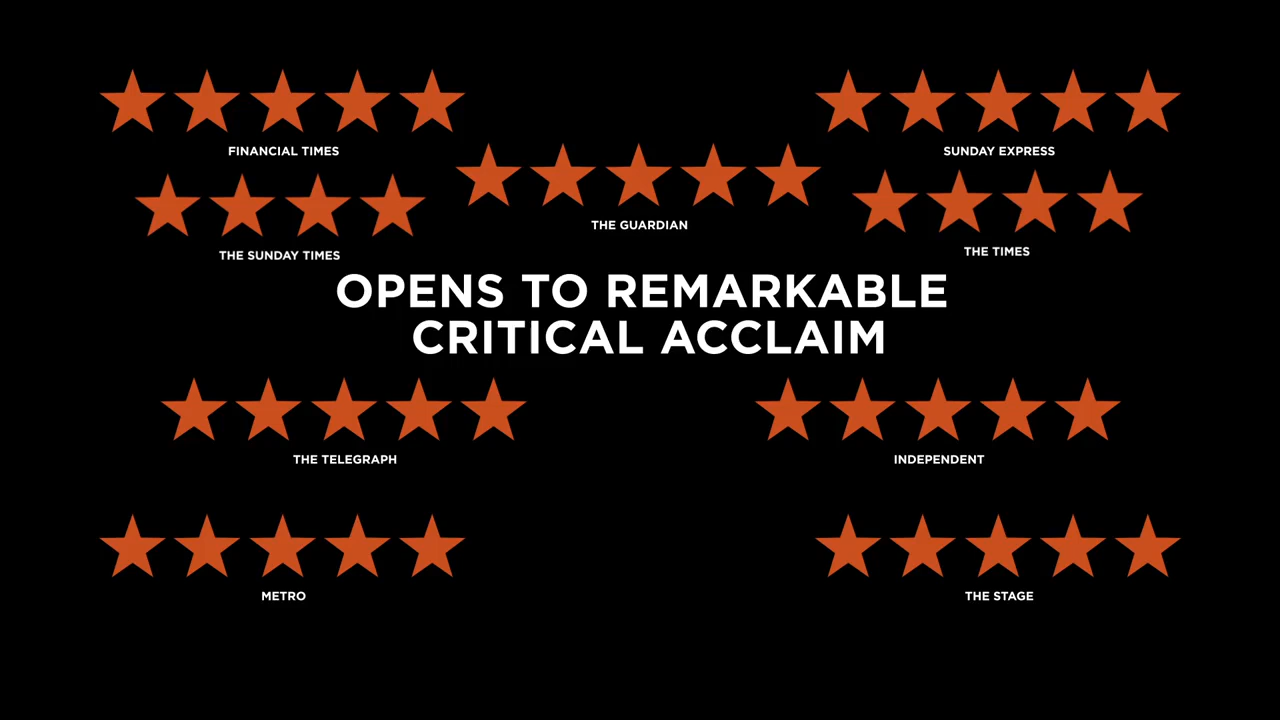 FINANCIAL TIMES
SUNDAY EXPRESS
THE GUARDIAN
THE SUNDAY TIMES
THE TIMES
OPENS TO REMARKABLE
CRITICAL ACCLAIM
THE TELEGRAPH
INDEPENDENT
METRO
THE STAGE